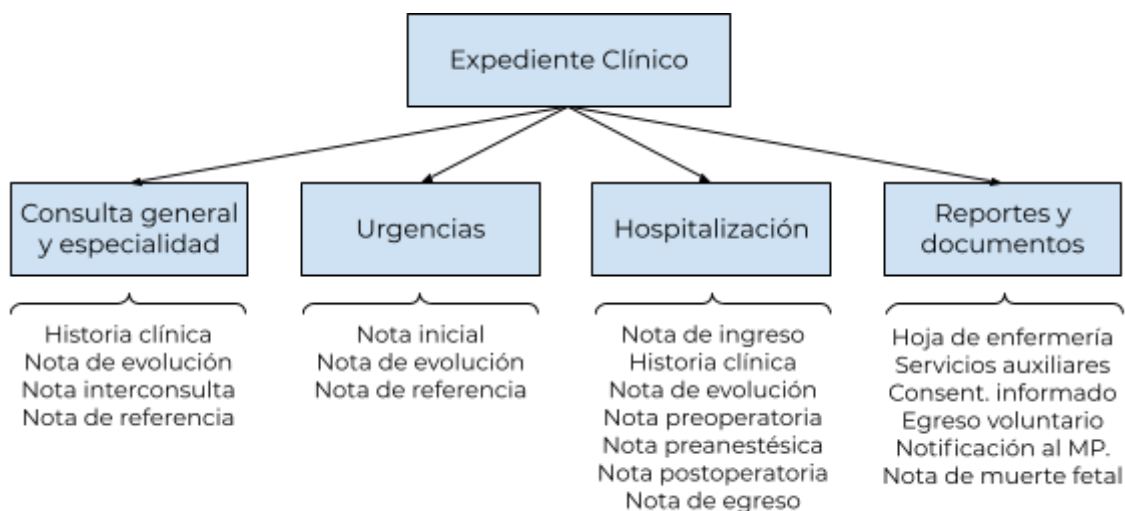 Expediente Clínico
Consulta general
y especialidad
Urgencias
Hospitalización
Reportes y
documentos
Historia clínica
Nota de evolución
Nota interconsulta
Nota de referencia
Nota inicial
Nota de evolución
Nota de referencia
Nota de ingreso
Historia clínica
Nota de evolución
Nota preoperatoria
Nota preanestésica
Nota postoperatoria
Nota de egreso
Hoja de enfermería
Servicios auxiliares
Consent. informado
Egreso voluntario
Notificación al MP.
Nota de muerte fetal